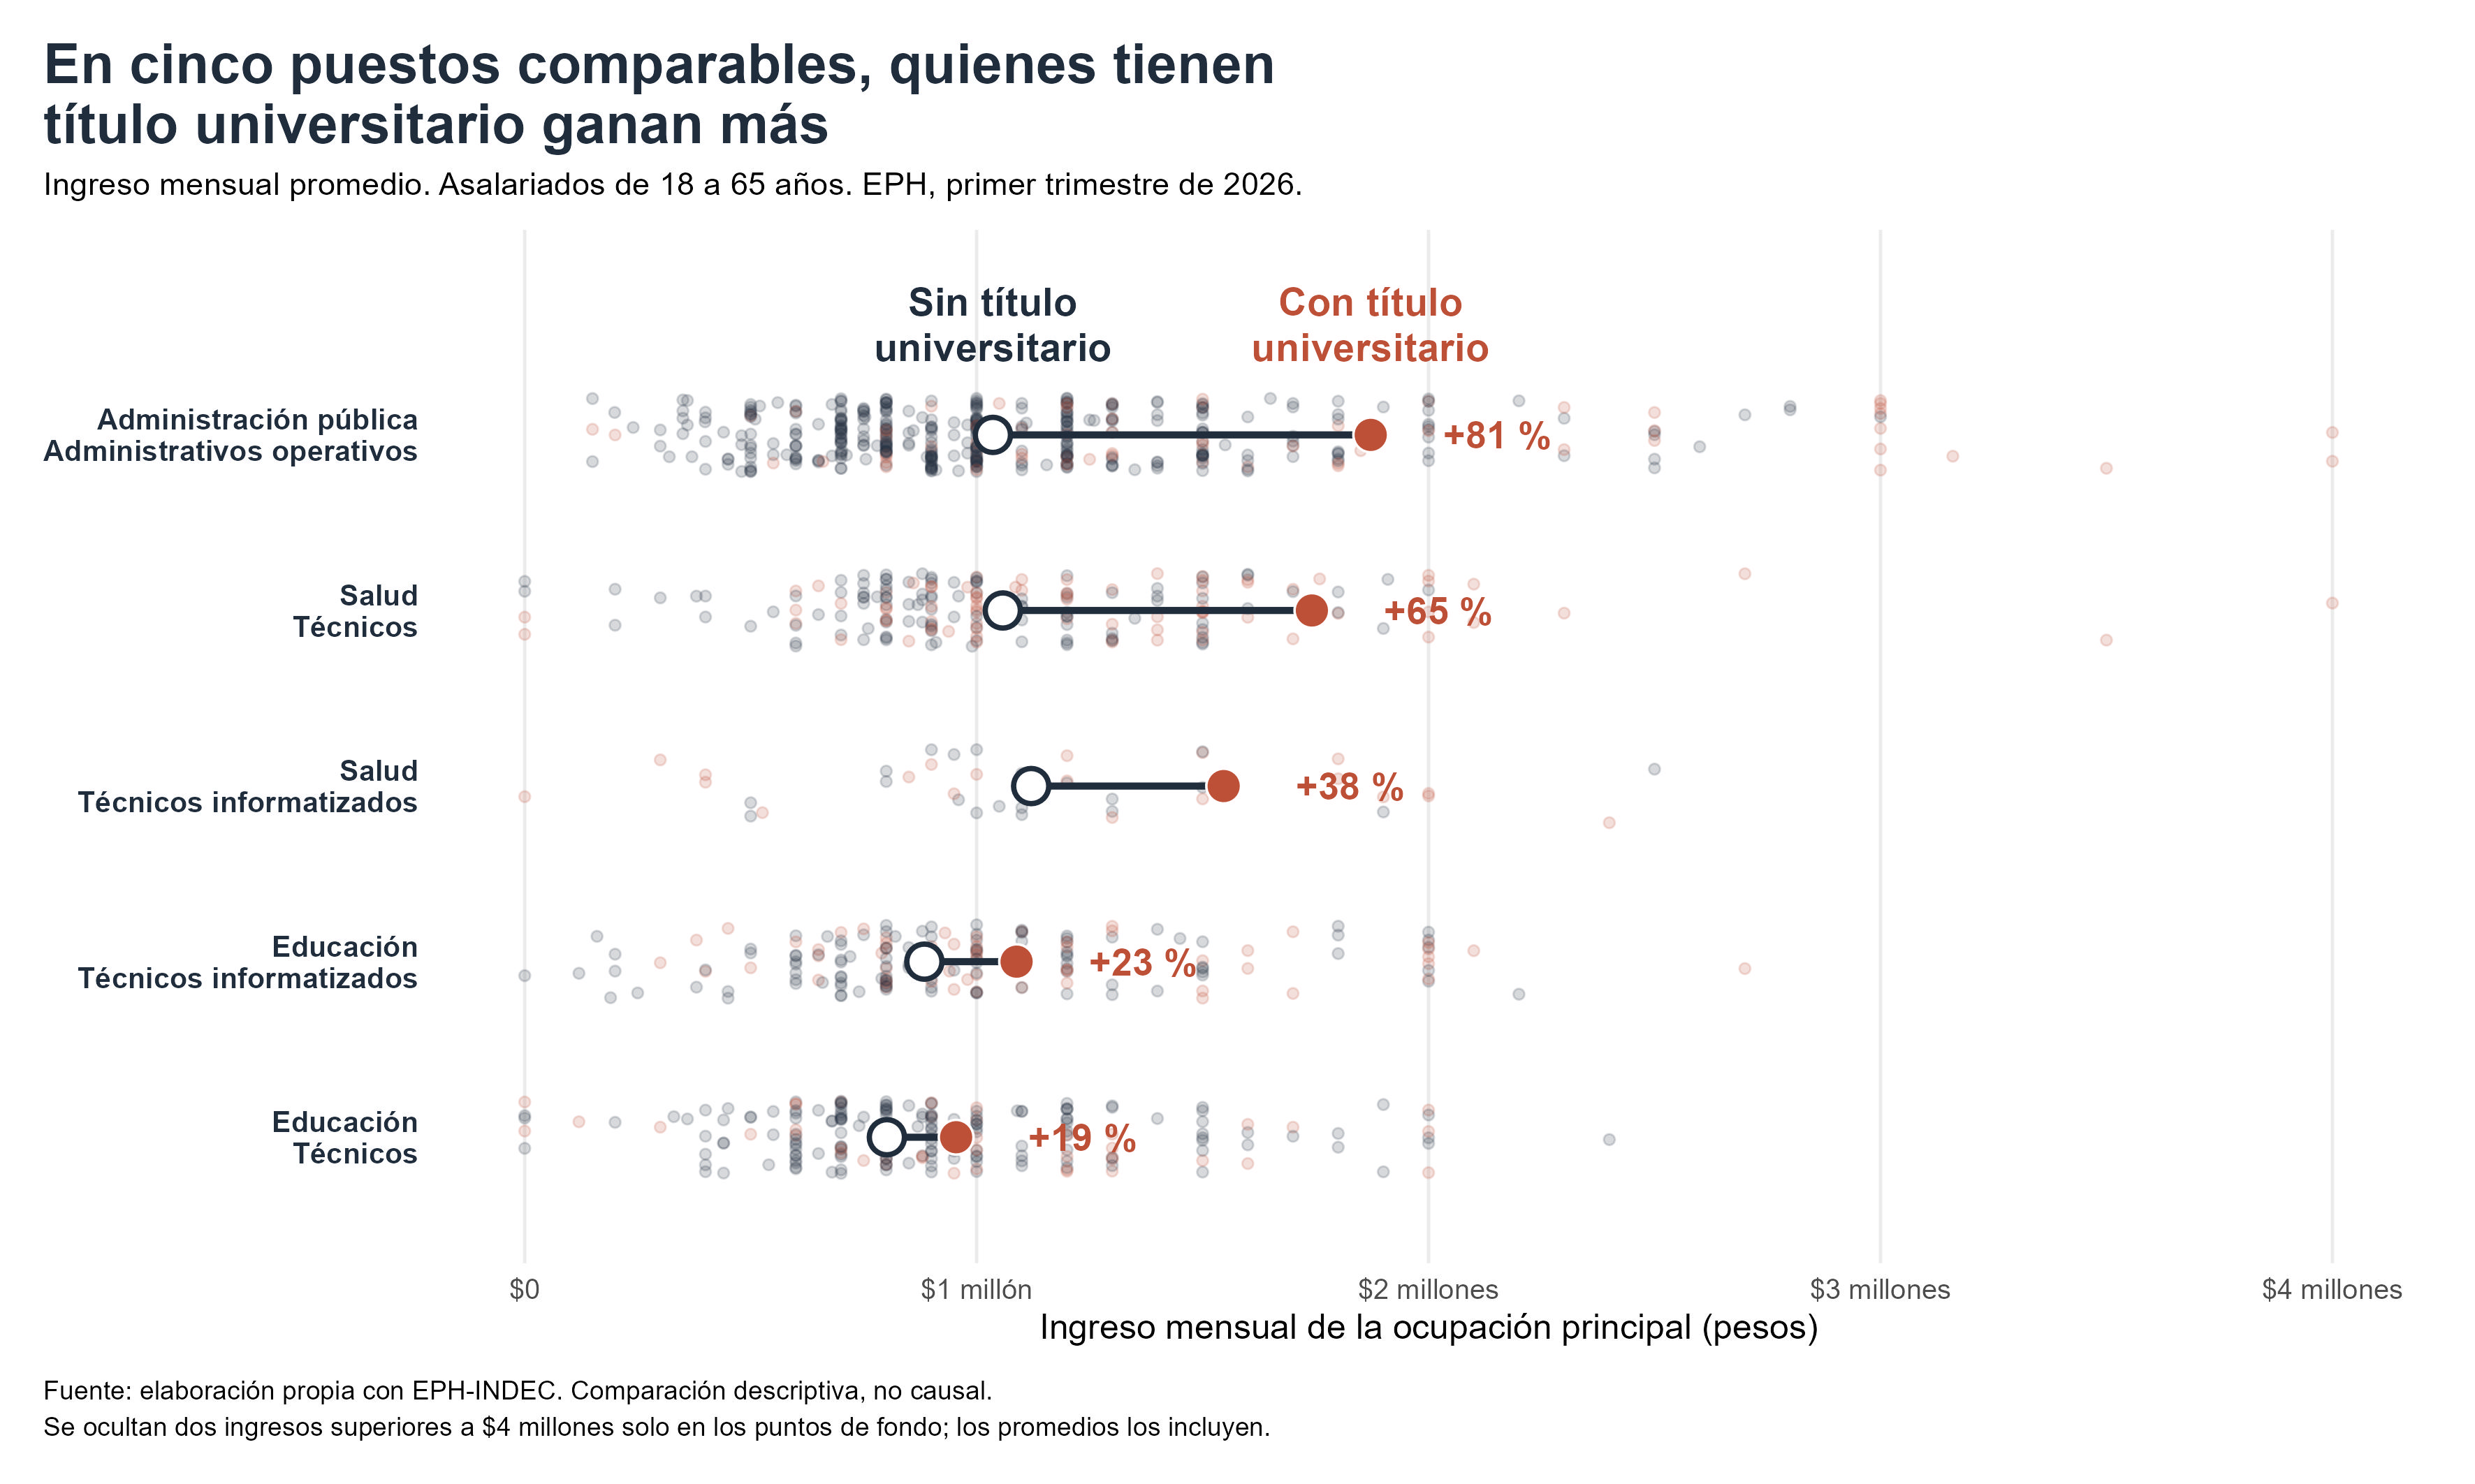 En cinco puestos comparables, quienes tienen
título universitario ganan más
Ingreso mensual promedio. Asalariados de 18 a 65 años. EPH, primer trimestre de 2026.
Sin título
universitario
Con título
universitario
Administración pública
Administrativos operativos
+81 %
Salud
Técnicos
+65 %
Salud
Técnicos informatizados
+38 %
Educación
Técnicos informatizados
+23 %
Educación
Técnicos
+19 %
$0
$1 millón
$2 millones
$3 millones
$4 millones
Ingreso mensual de la ocupación principal (pesos)
Fuente: elaboración propia con EPH-INDEC. Comparación descriptiva, no causal.
Se ocultan dos ingresos superiores a $4 millones solo en los puntos de fondo; los promedios los incluyen.